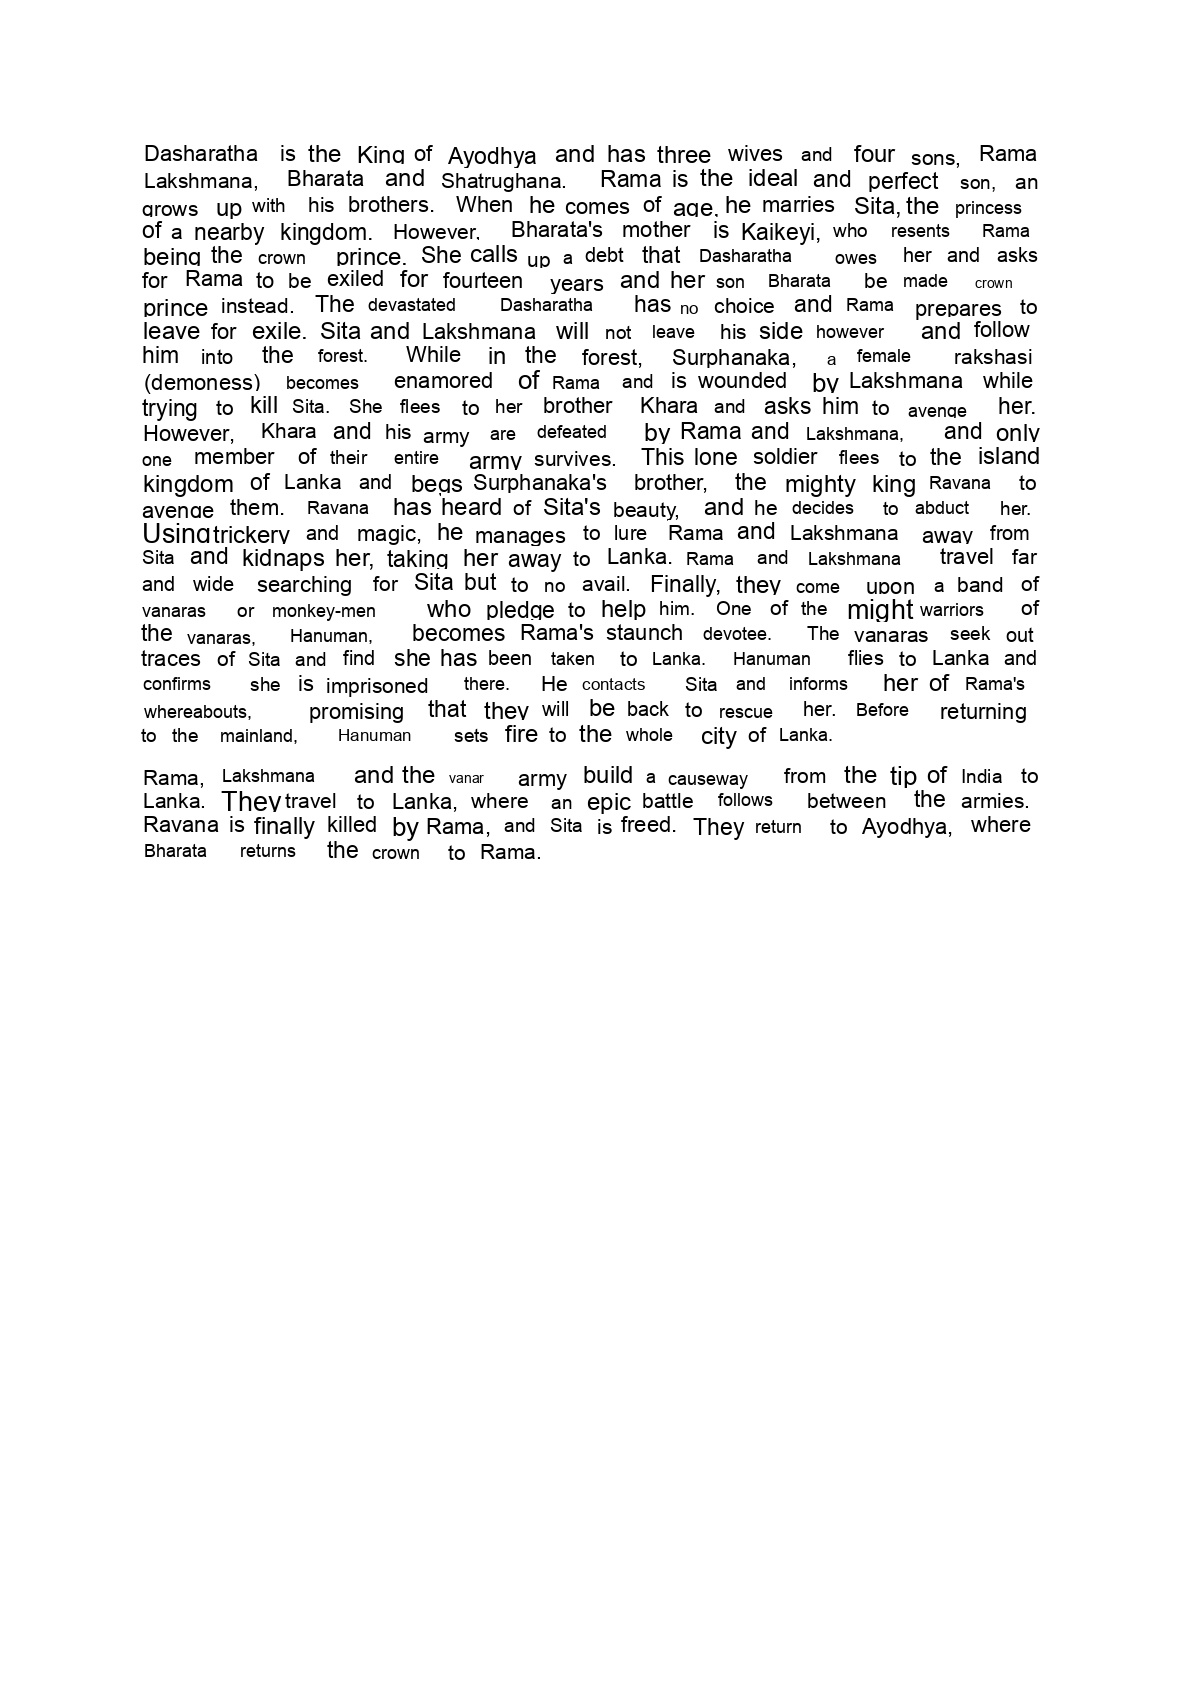 Dasharatha is the King of Ayodhya and has three wives and four sons, Rama
Lakshmana, Bharata and Shatrughana. Rama is the ideal and perfect son, an
grows up with his brothers. When he comes of age, he marries Sita, the princess
of a nearby kingdom. However, Bharata's mother is Kaikeyi, who resents Rama
being the crown prince. She calls up a debt that Dasharatha owes her and asks
for Rama to be exiled for fourteen years and her son Bharata be made crown
prince instead. The devastated Dasharatha has no choice and Rama prepares to
leave for exile. Sita and Lakshmana will not leave his side however and follow
him into the forest. While in the forest, Surphanaka, a female rakshasi
(demoness) becomes enamored of Rama and is wounded by Lakshmana while
trying to kill Sita. She flees to her brother Khara and asks him to avenge her.
However, Khara and his army are defeated by Rama and Lakshmana, and only
one member of their entire army survives. This lone soldier flees to the island
kingdom of Lanka and begs Surphanaka's brother, the mighty king Ravana to
avenge them. Ravana has heard of Sita's beauty, and he decides to abduct her.
Using trickery and magic, he manages to lure Rama and Lakshmana away from
Sita and kidnaps her, taking her away to Lanka. Rama and Lakshmana travel far
and wide searching for Sita but to no avail. Finally, they come upon a band of
vanaras or monkey-men who pledge to help him. One of the might warriors of
the vanaras, Hanuman, becomes Rama's staunch devotee. The vanaras seek out
traces of Sita and find she has been taken to Lanka. Hanuman flies to Lanka and
confirms she is imprisoned there. He contacts Sita and informs her of Rama's
whereabouts, promising that they will be back to rescue her. Before returning
to the mainland, Hanuman sets fire to the whole city of Lanka.
Rama, Lakshmana and the vanar army build a causeway from the tip of India to
Lanka. They travel to Lanka, where an epic battle follows between the armies.
Ravana is finally killed by Rama, and Sita is freed. They return to Ayodhya, where
Bharata returns the crown to Rama.